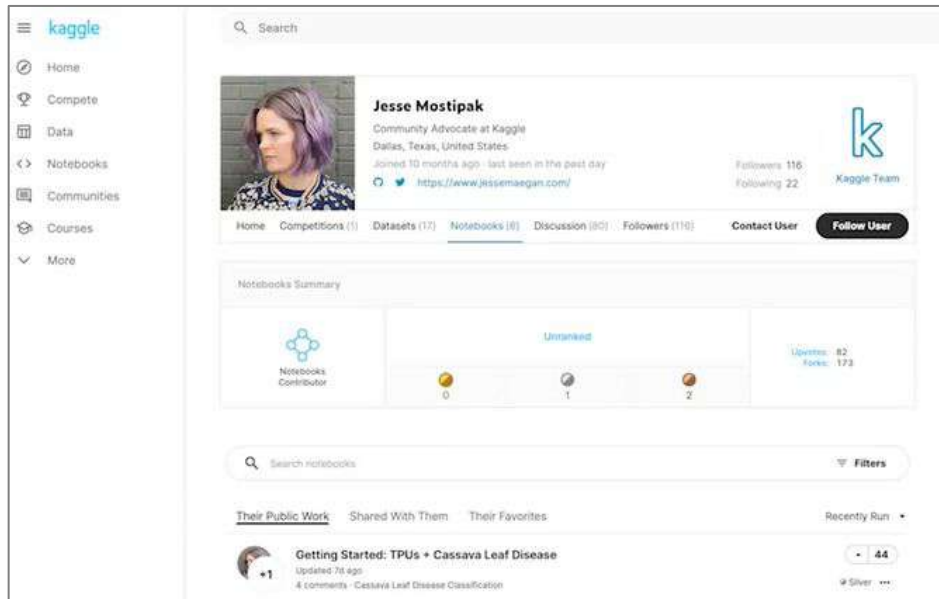 kaggle
Search
Home
Compete
Data
Notebooks
Communities
Courses
More
Jesse Mostipak
Community Advocate at Kaggle
Dallas, Texas, United States
Joined 10 months ago · last seen in the past day
https://www.jessemaegan.com/
Followers 116
Following 22
k
Kaggle Team
Home Competitions (1) Datasets (17) Notebooks (6) Discussion (80) Followers (116) Contact User Follow User
Notebooks Summary
Notebooks
Contributor
Unranked
0 1 2
Upvotes: 82
Forks: 173
Search notebooks
Filters
Their Public Work Shared With Them Their Favorites Recently Run
+1
Getting Started: TPUs + Cassava Leaf Disease
Updated 7d ago
4 comments · Cassava Leaf Disease Classification
44
Silver